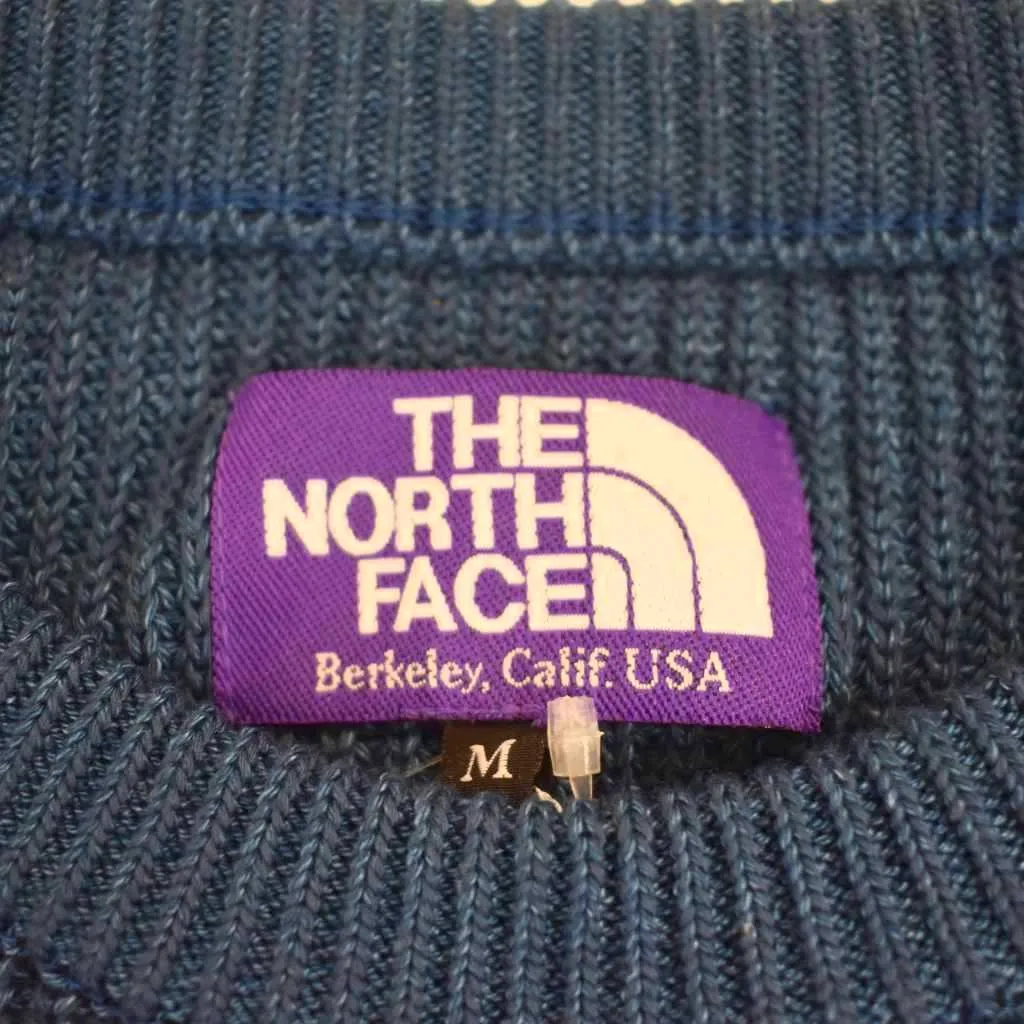 THE
NORTH
FACE
Berkeley, Calif. USA
M